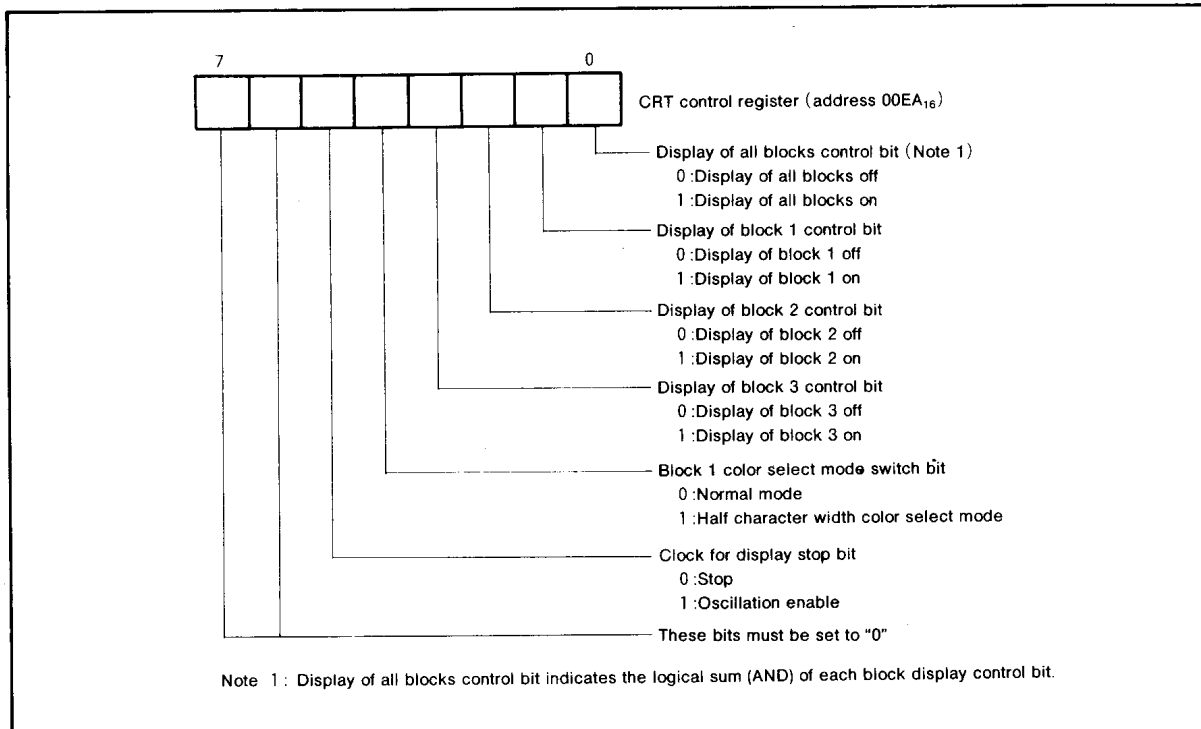 7 0
CRT control register (address 00EA₁₆)
Display of all blocks control bit (Note 1)
0 :Display of all blocks off
1 :Display of all blocks on
Display of block 1 control bit
0 :Display of block 1 off
1 :Display of block 1 on
Display of block 2 control bit
0 :Display of block 2 off
1 :Display of block 2 on
Display of block 3 control bit
0 :Display of block 3 off
1 :Display of block 3 on
Block 1 color select mode switch bit
0 :Normal mode
1 :Half character width color select mode
Clock for display stop bit
0 :Stop
1 :Oscillation enable
These bits must be set to “0”
Note 1 : Display of all blocks control bit indicates the logical sum (AND) of each block display control bit.